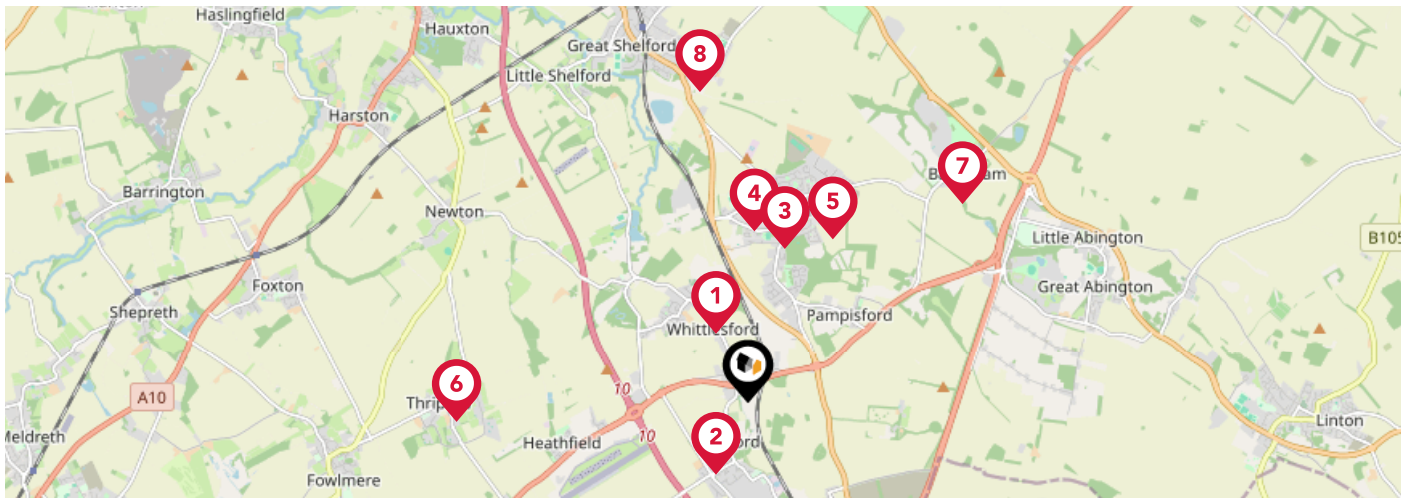 Haslingfield
Hauxton
Great Shelford
8
Little Shelford
Harston
Barrington
7
4
3
5
Newton
Little Abington
B105
Foxton
Great Abington
Shepreth
1
Pampisford
Whittlesford
10
A10
6
Linton
Meldreth
10
Heathfield
2
Fowlmere